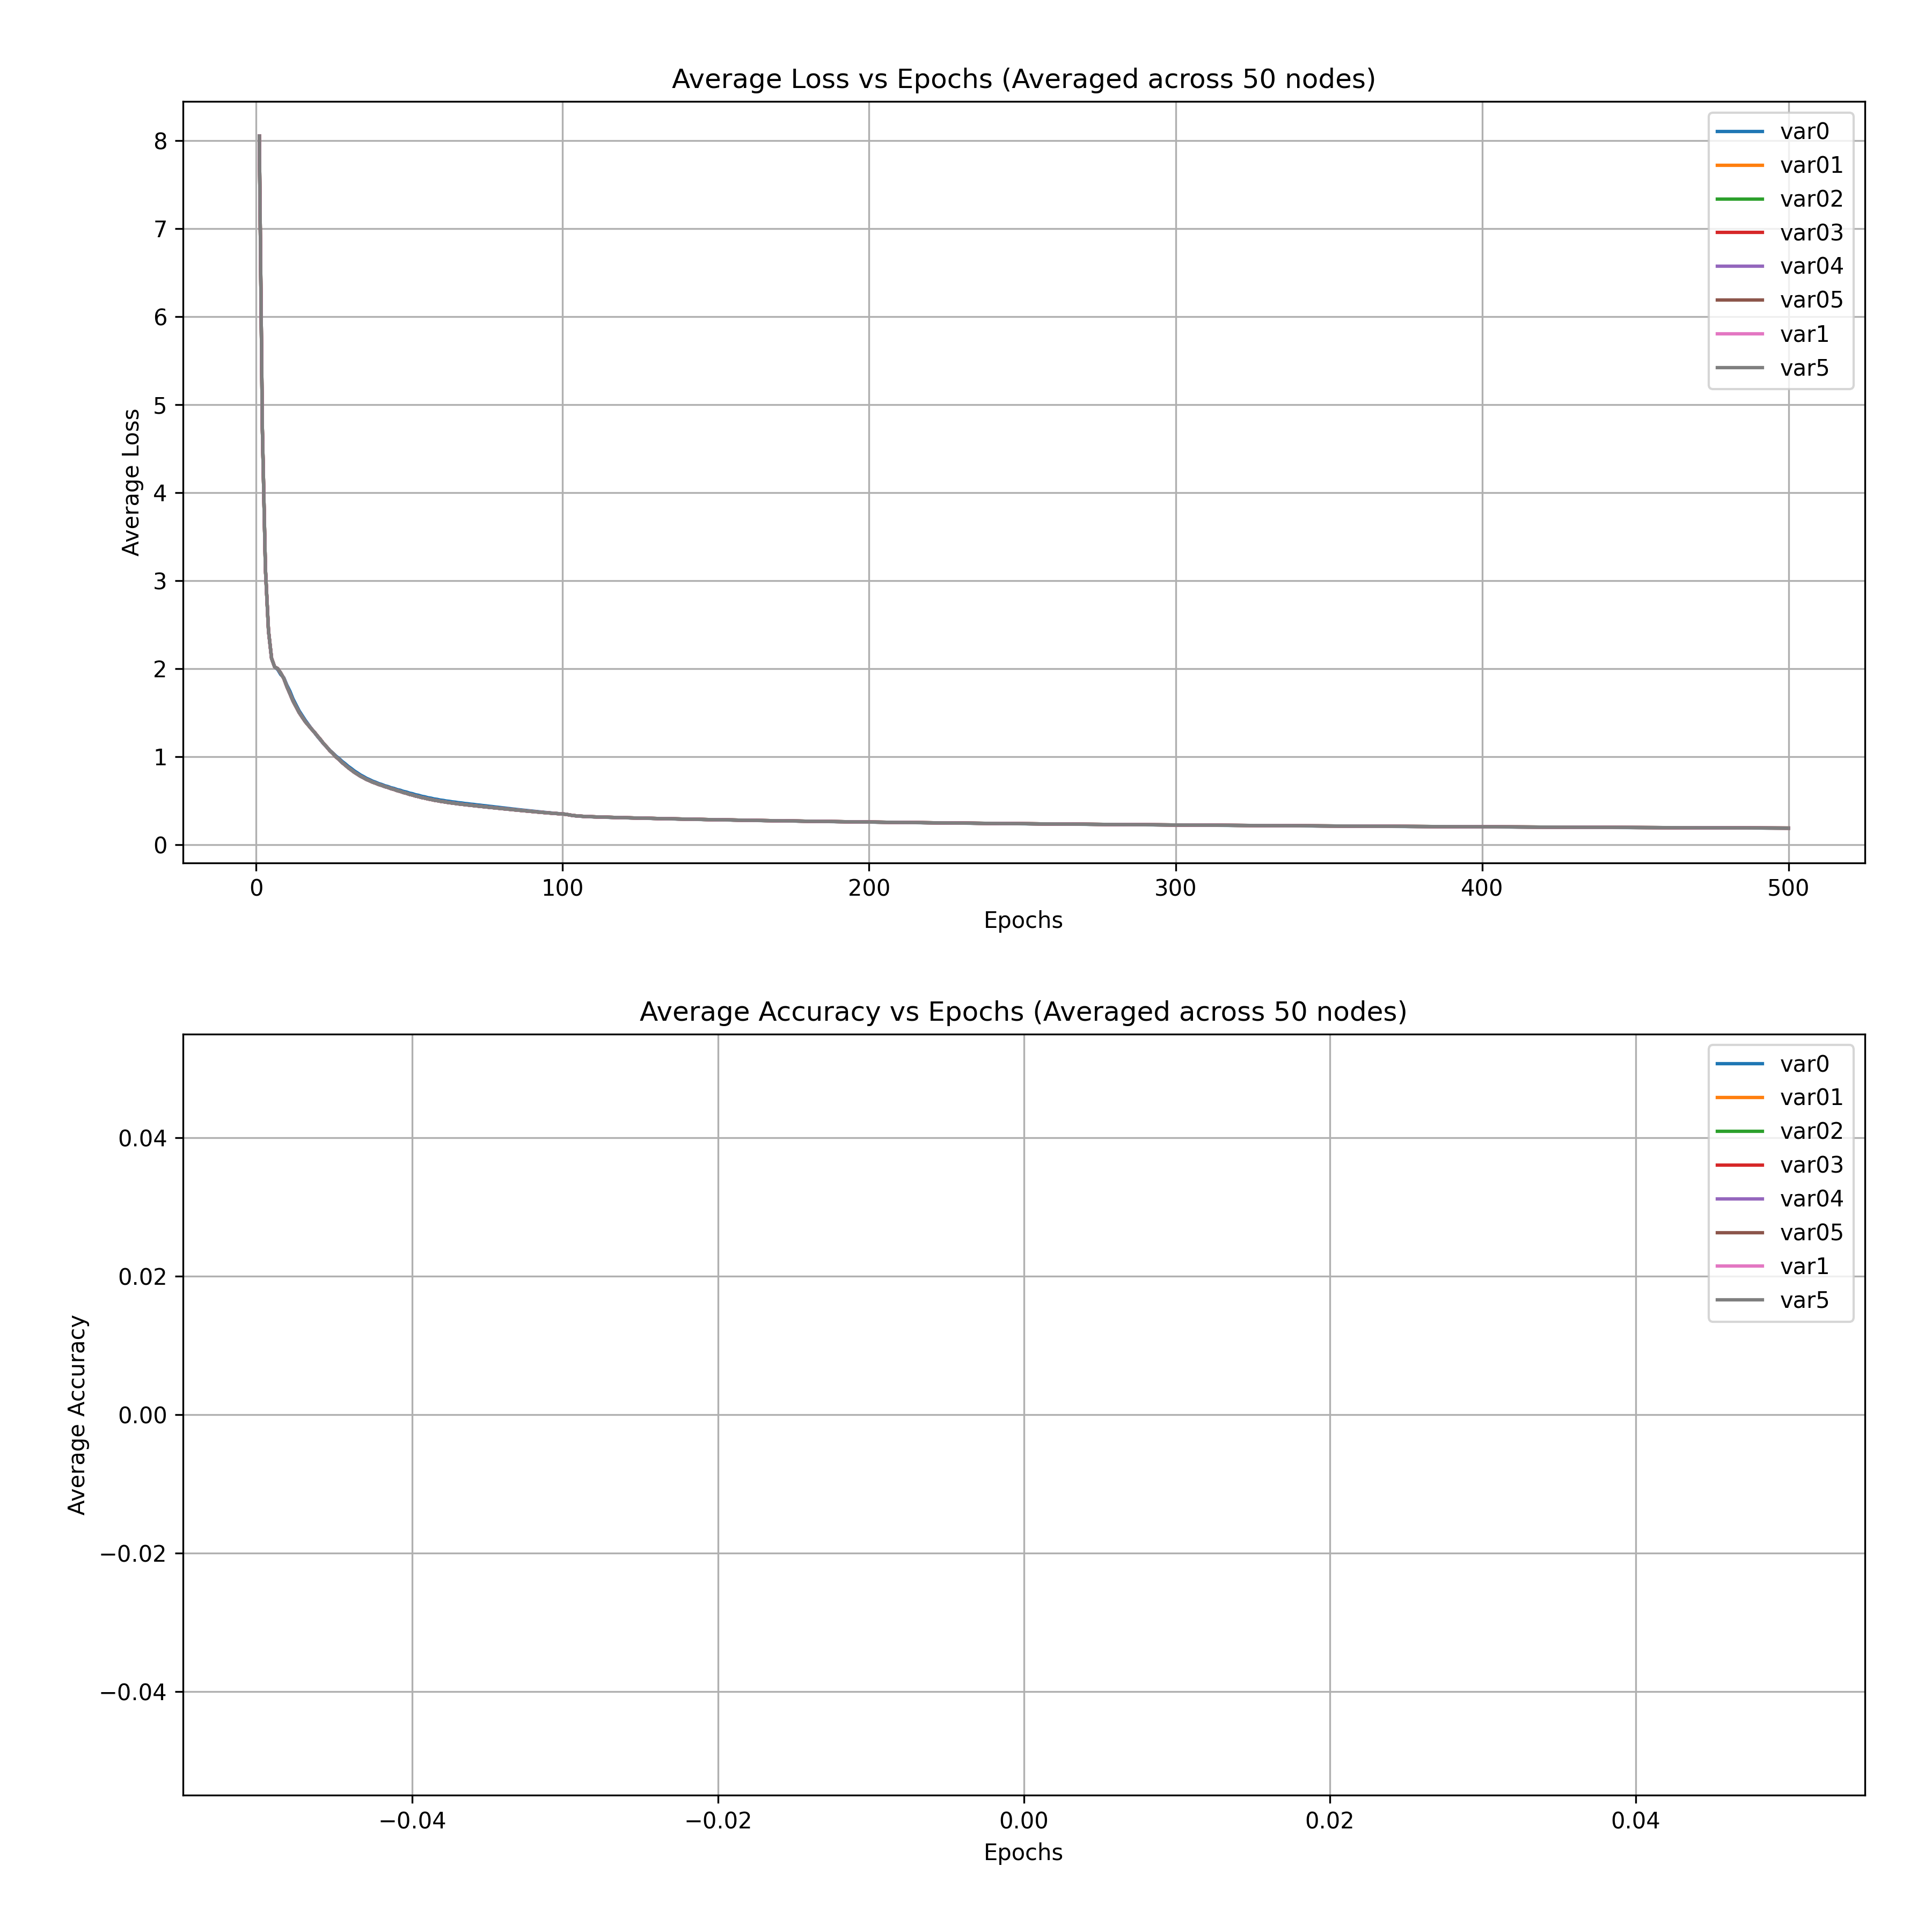 Average Loss vs Epochs (Averaged across 50 nodes)
8
7
6
5
4
3
2
1
0
Average Loss
var0
var01
var02
var03
var04
var05
var1
var5
0 100 200 300 400 500
Epochs
Average Accuracy vs Epochs (Averaged across 50 nodes)
0.04
0.02
0.00
−0.02
−0.04
Average Accuracy
var0
var01
var02
var03
var04
var05
var1
var5
−0.04 −0.02 0.00 0.02 0.04
Epochs